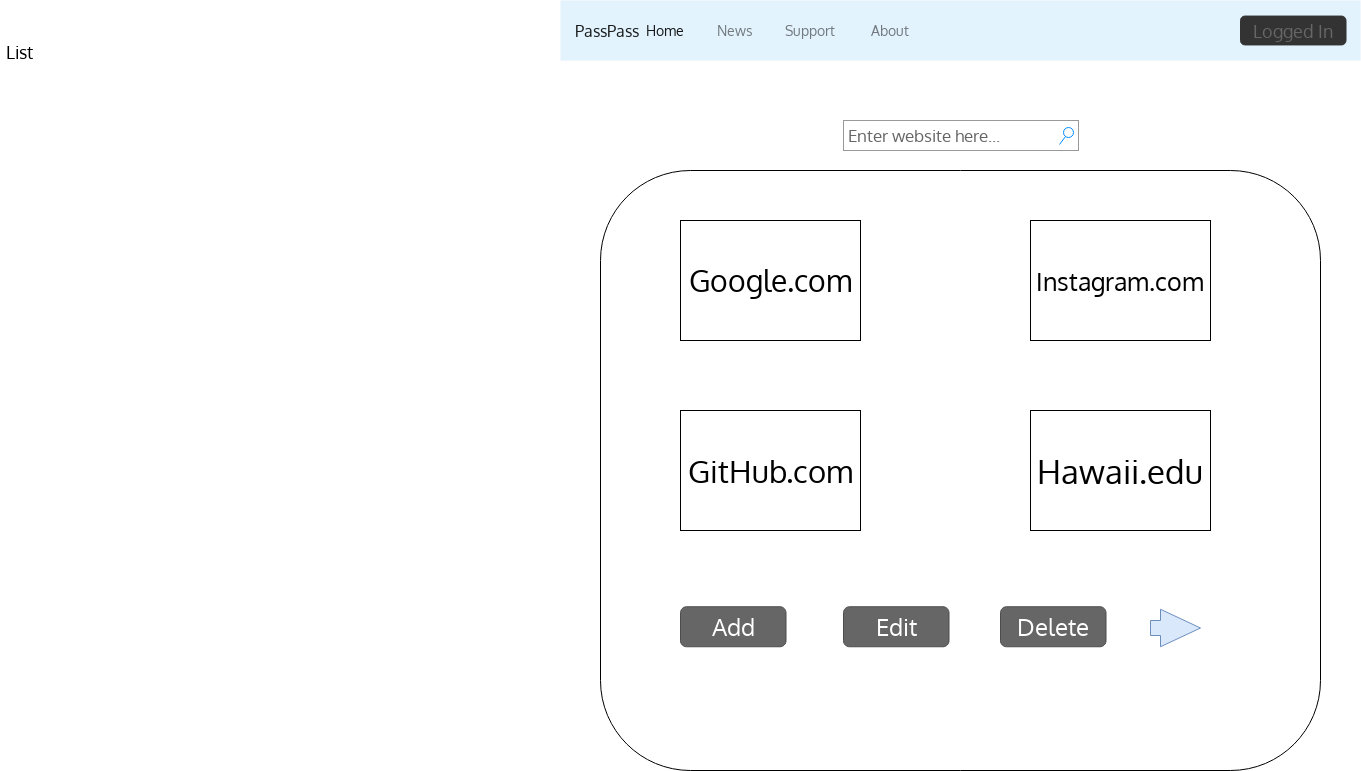 List
PassPass Home News Support About Logged In
Enter website here...
Google.com
Instagram.com
GitHub.com
Hawaii.edu
Add Edit Delete